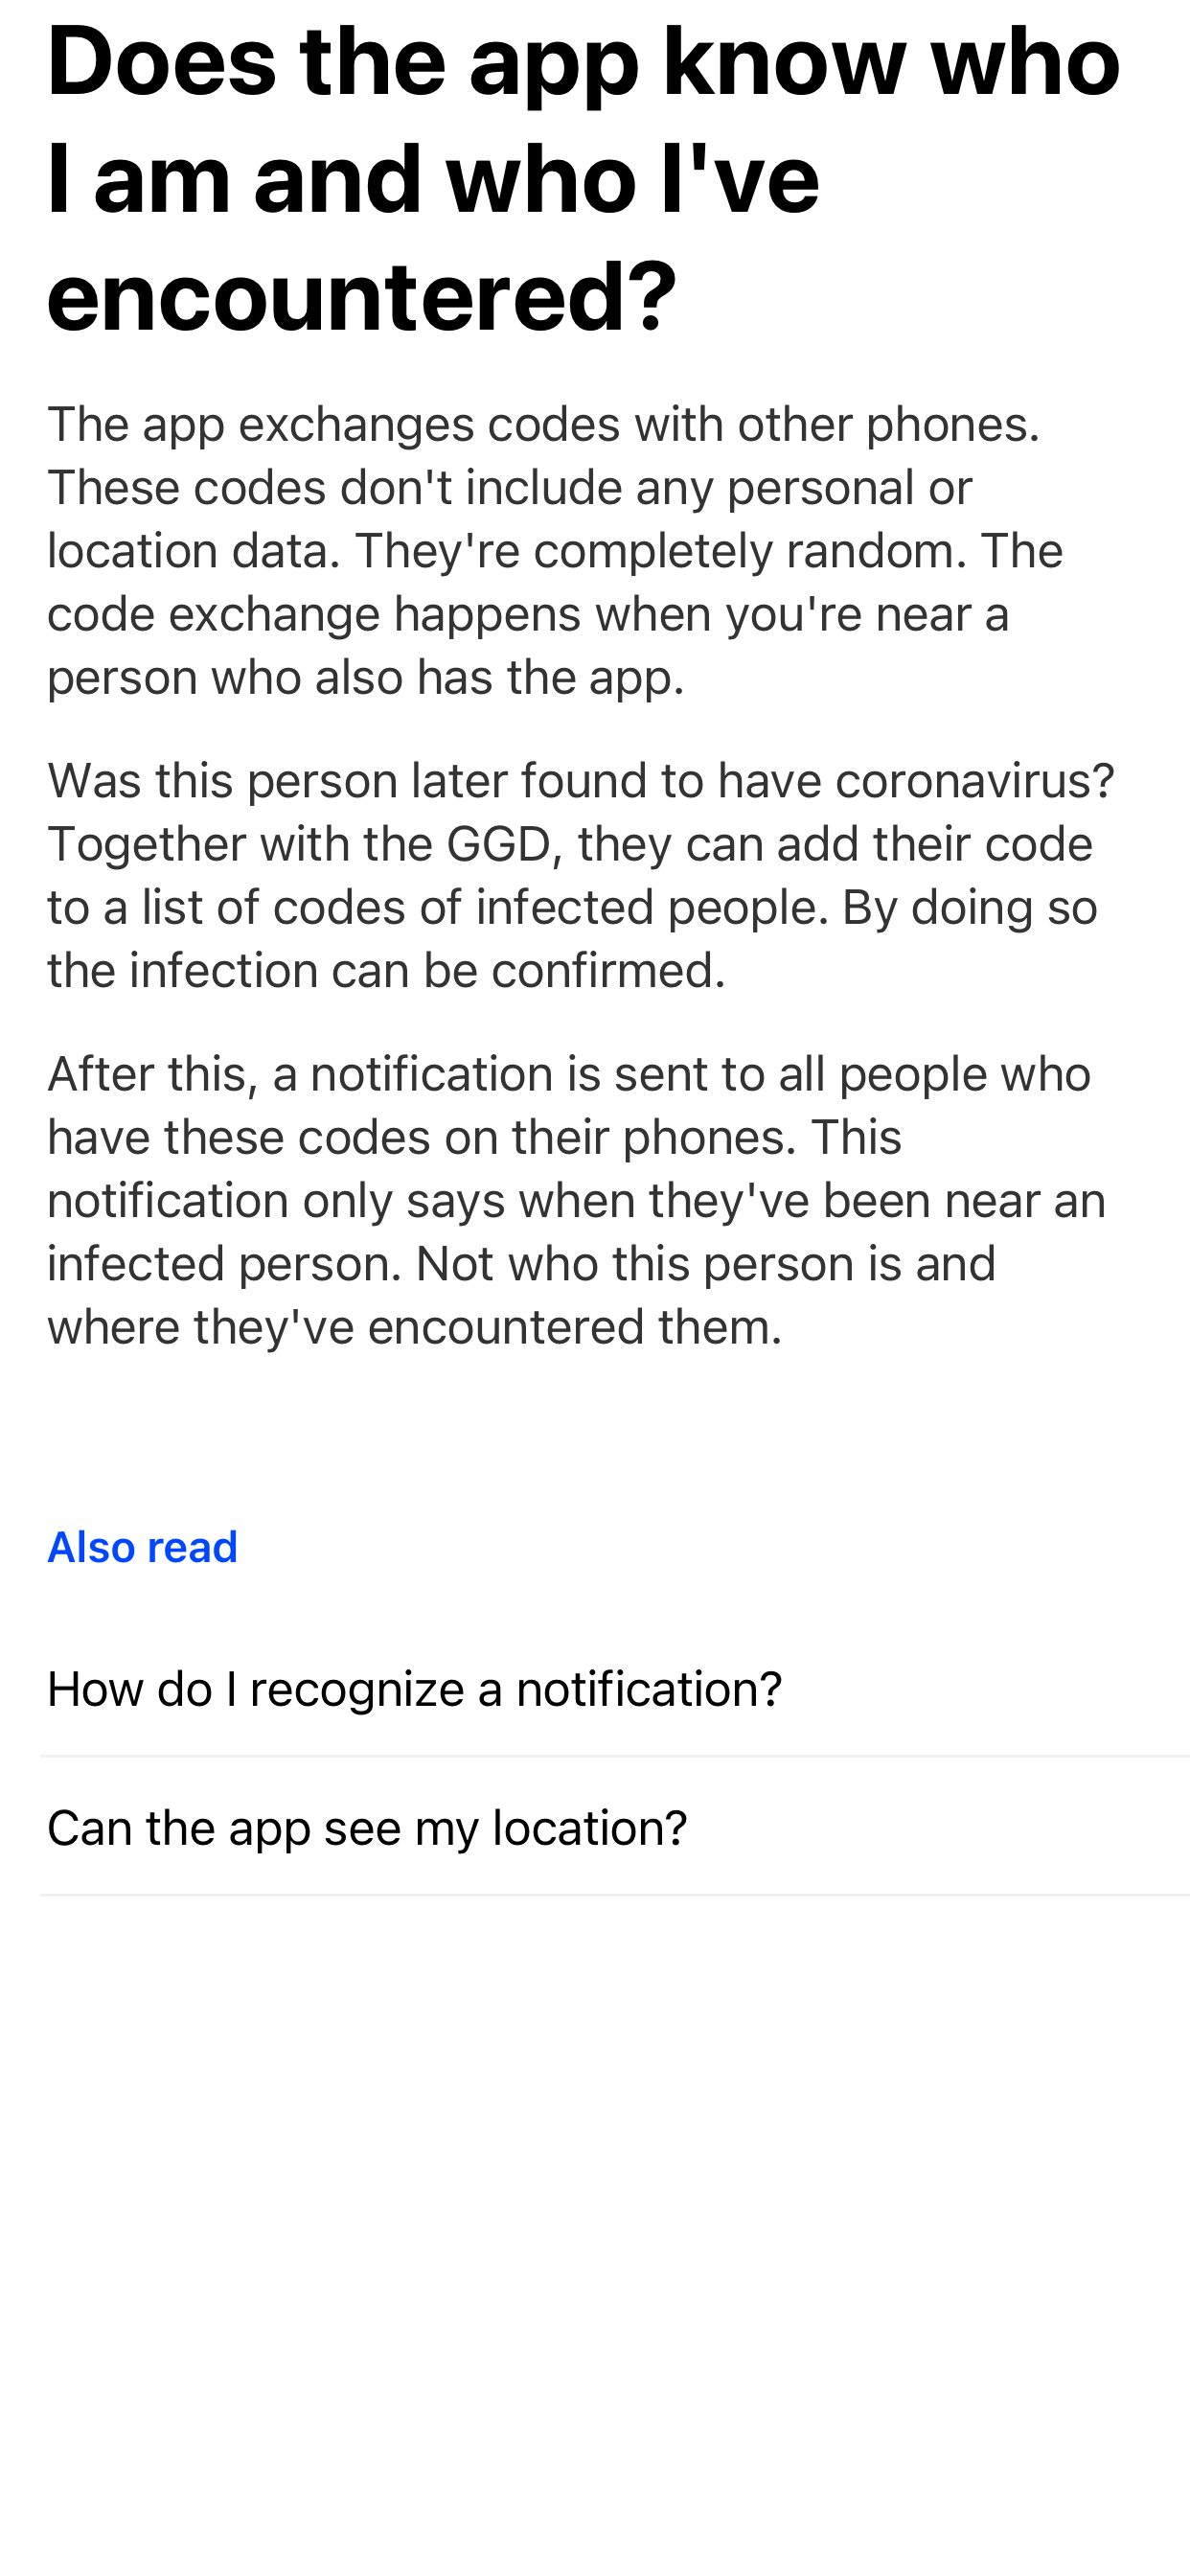 Does the app know who
I am and who I've
encountered?
The app exchanges codes with other phones.
These codes don't include any personal or
location data. They're completely random. The
code exchange happens when you're near a
person who also has the app.
Was this person later found to have coronavirus?
Together with the GGD, they can add their code
to a list of codes of infected people. By doing so
the infection can be confirmed.
After this, a notification is sent to all people who
have these codes on their phones. This
notification only says when they've been near an
infected person. Not who this person is and
where they've encountered them.
Also read
How do I recognize a notification?
Can the app see my location?